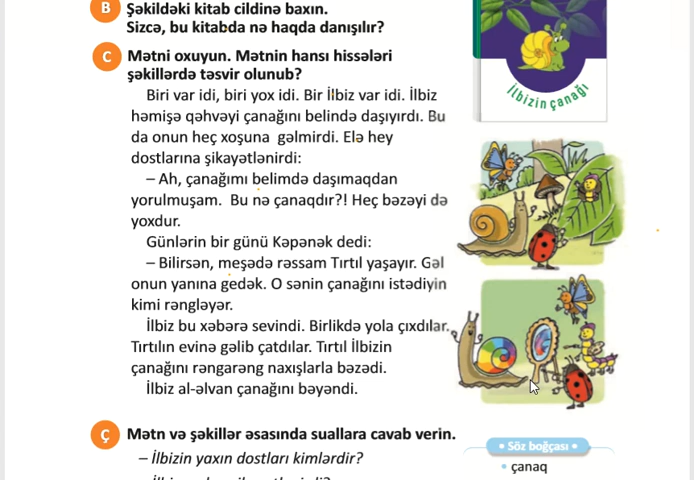 B Şəkildəki kitab cildinə baxın.
Sizcə, bu kitabda nə haqda danışılır?
C Mətni oxuyun. Mətnin hansı hissələri
şəkillərdə təsvir olunub?
Biri var idi, biri yox idi. Bir İlbiz var idi. İlbiz
həmişə qəhvəyi çanağını belində daşıyırdı. Bu
da onun heç xoşuna gəlmirdi. Elə hey
dostlarına şikayətlənirdi:
– Ah, çanağımı belimdə daşımaqdan
yorulmuşam. Bu nə çanaqdır?! Heç bəzəyi də
yoxdur.
Günlərin bir günü Kəpənək dedi:
– Bilirsən, meşədə rəssam Tırtıl yaşayır. Gəl
onun yanına gedək. O sənin çanağını istədiyin
kimi rəngləyər.
İlbiz bu xəbərə sevindi. Birlikdə yola çıxdılar.
Tırtılın evinə gəlib çatdılar. Tırtıl İlbizin
çanağını rəngarəng naxışlarla bəzədi.
İlbiz al-əlvan çanağını bəyəndi.
İlbizin çanağı
Ç Mətn və şəkillər əsasında suallara cavab verin.
– İlbizin yaxın dostları kimlərdir?
• Söz boğçası •
• çanaq